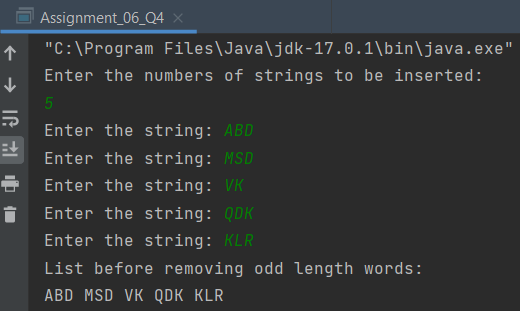 Assignment_06_Q4
"C:\Program Files\Java\jdk-17.0.1\bin\java.exe"
Enter the numbers of strings to be inserted:
5
Enter the string: ABD
Enter the string: MSD
Enter the string: VK
Enter the string: QDK
Enter the string: KLR
List before removing odd length words:
ABD MSD VK QDK KLR